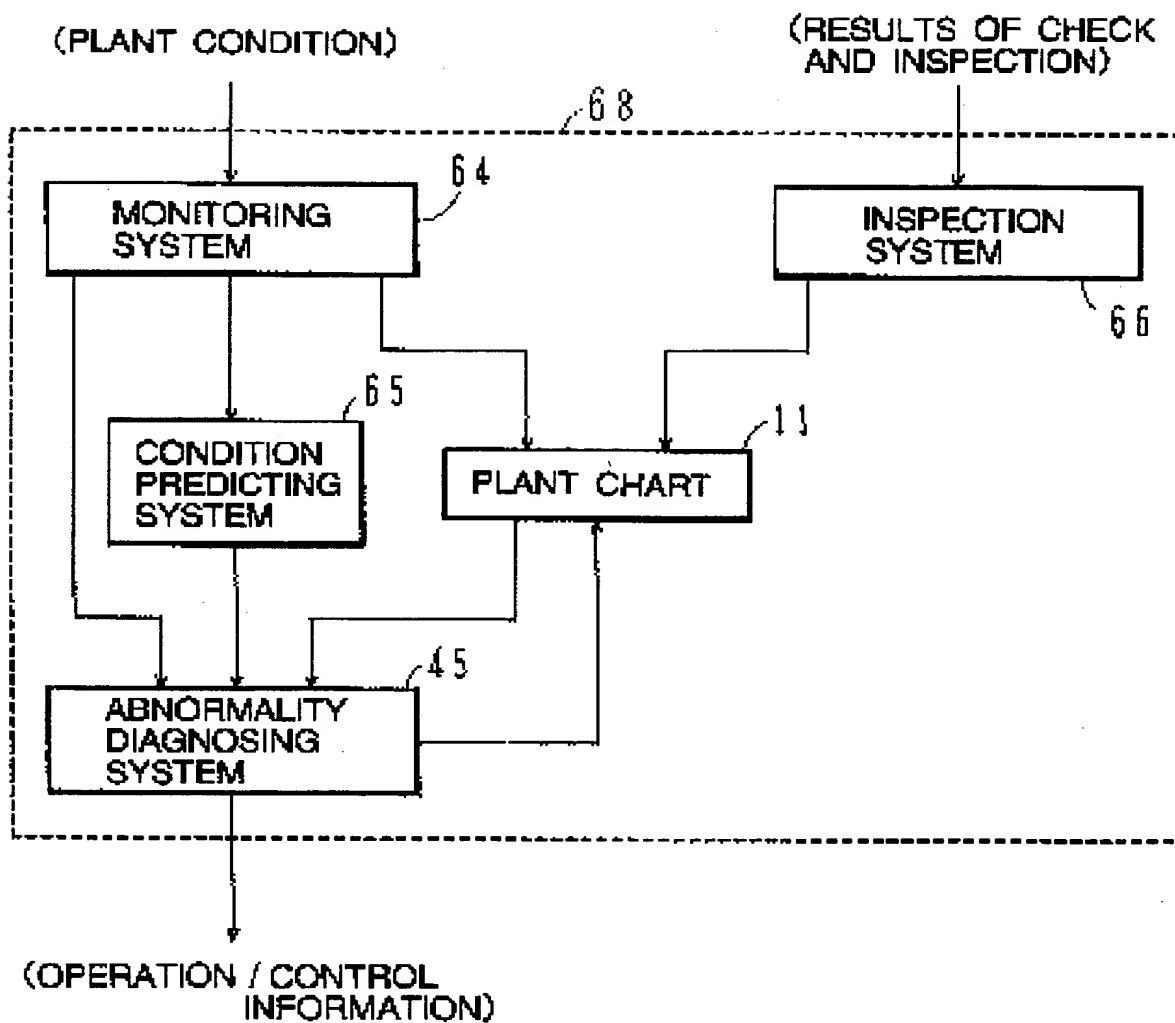 (PLANT CONDITION)
(RESULTS OF CHECK
AND INSPECTION)
68
64
MONITORING
SYSTEM
INSPECTION
SYSTEM
66
65
CONDITION
PREDICTING
SYSTEM
11
PLANT CHART
45
ABNORMALITY
DIAGNOSING
SYSTEM
(OPERATION / CONTROL
INFORMATION)